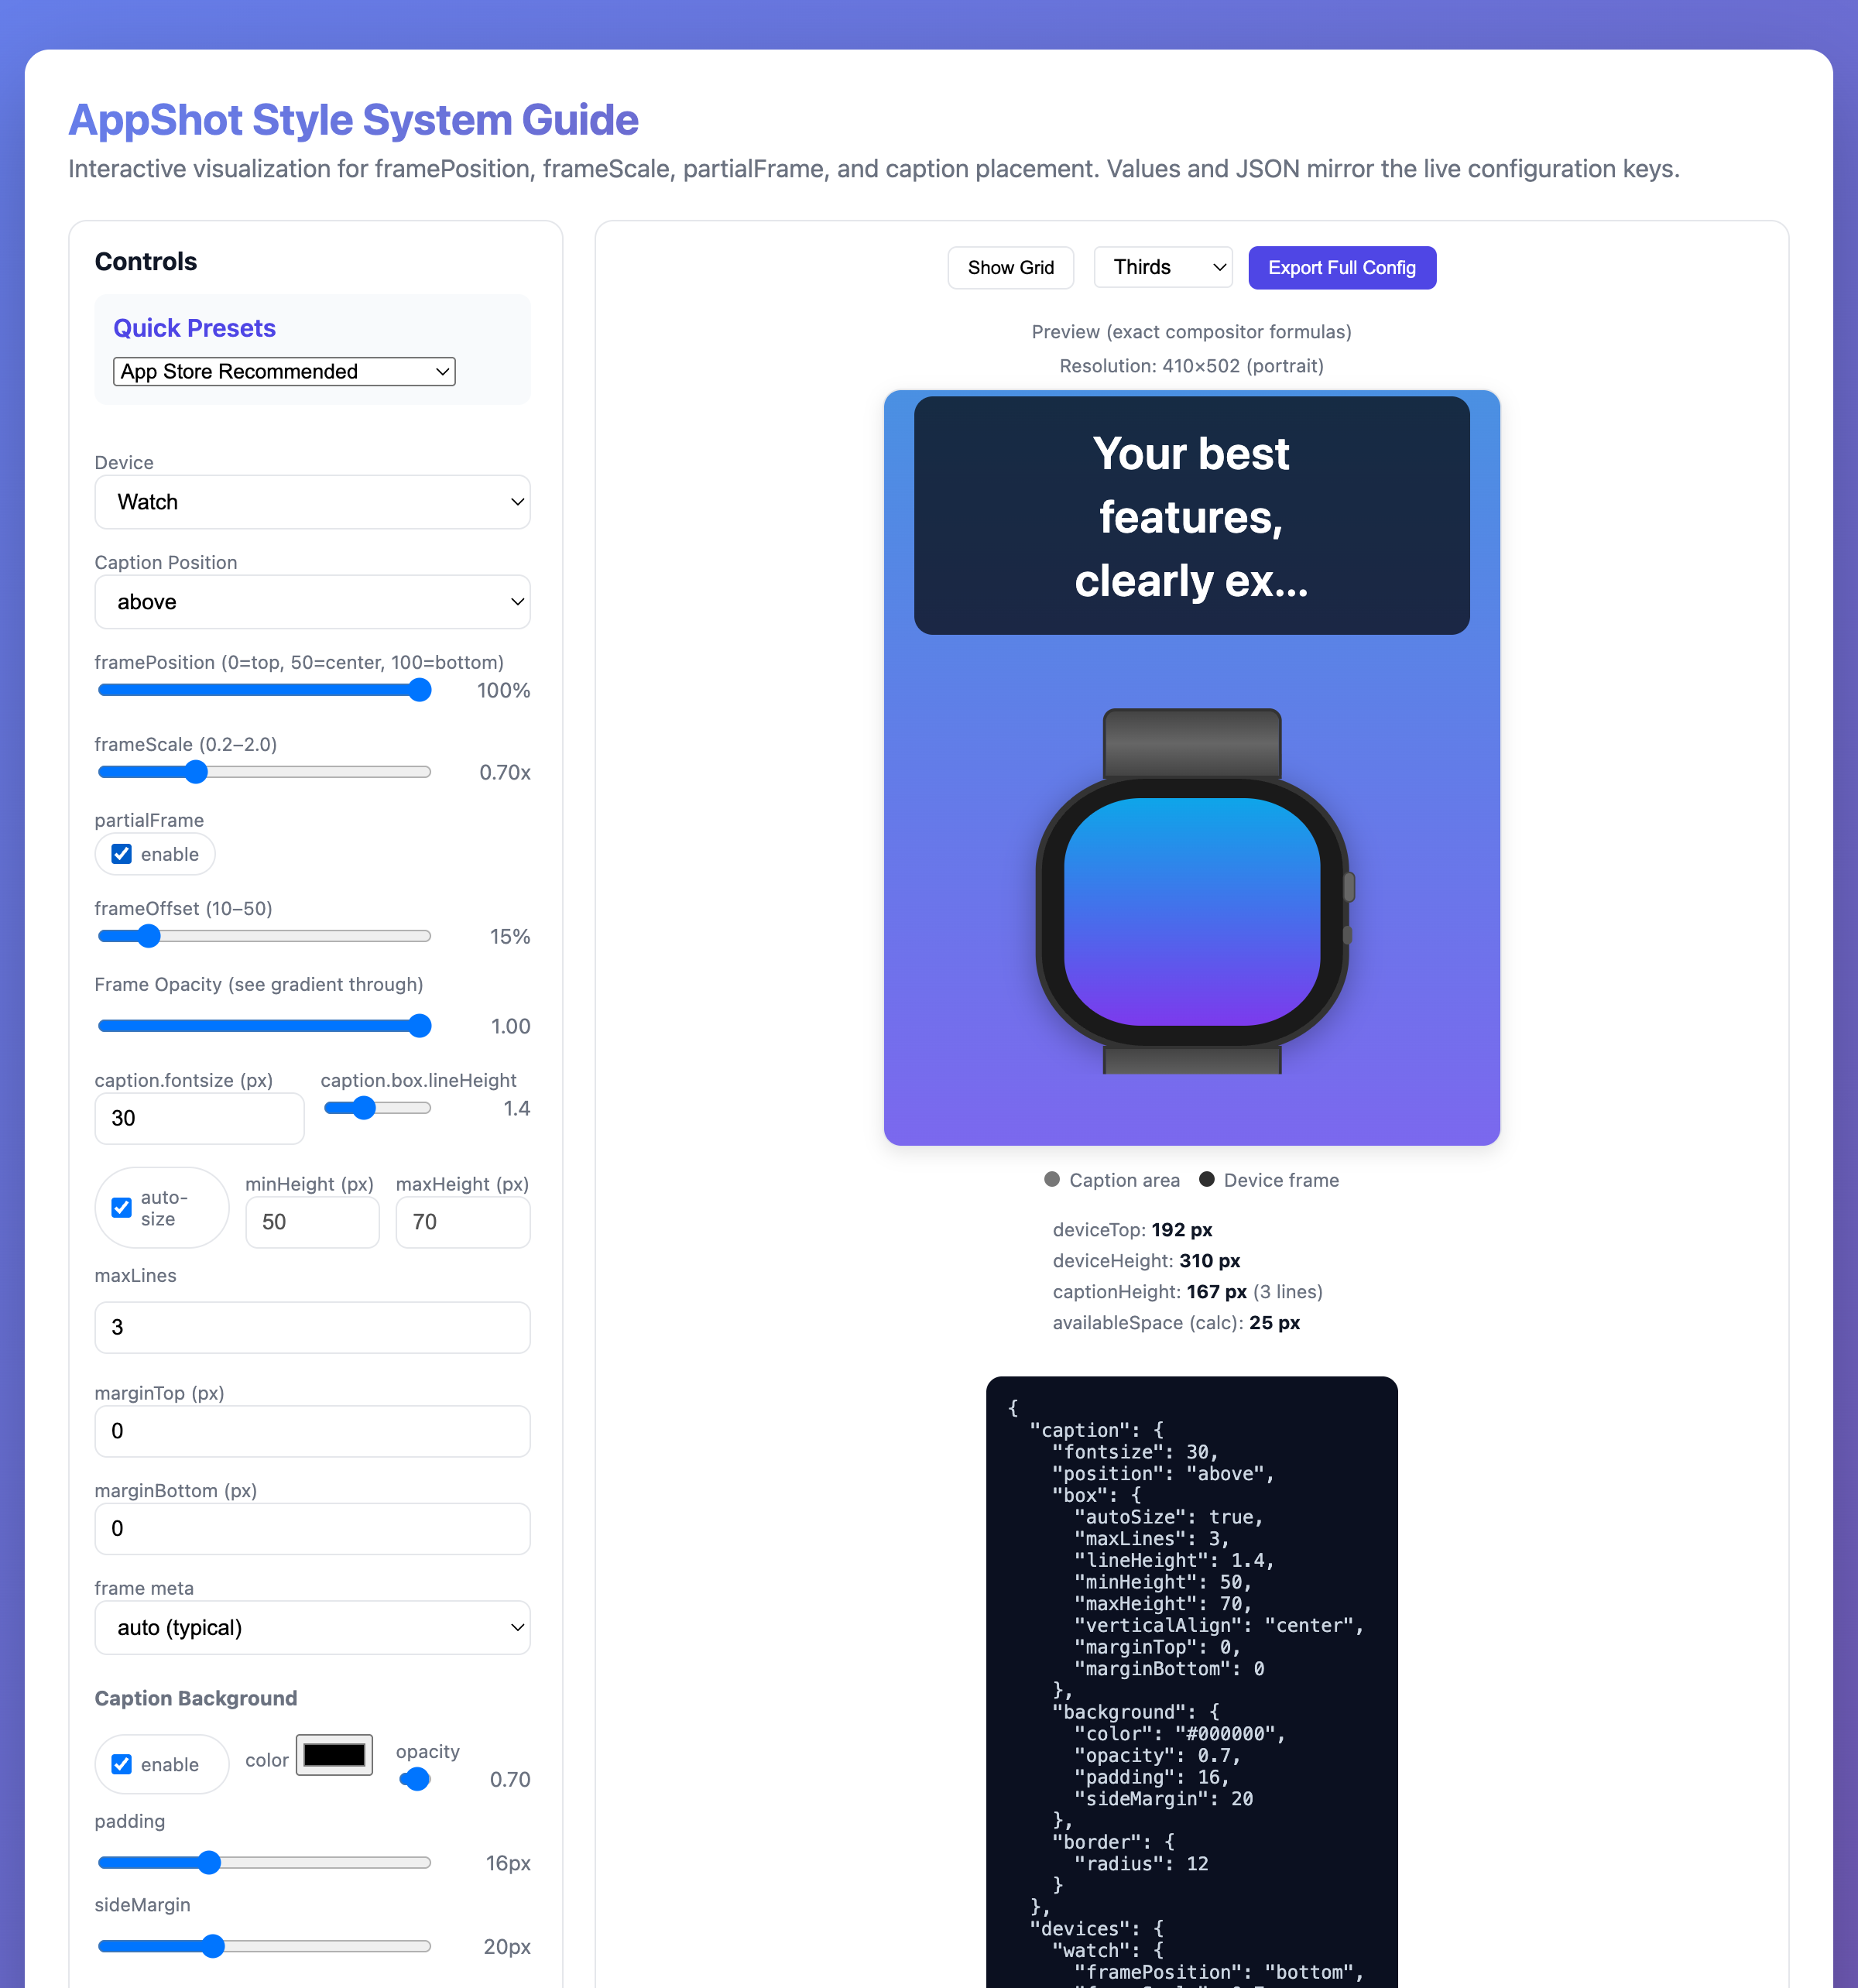 AppShot Style System Guide
Interactive visualization for framePosition, frameScale, partialFrame, and caption placement. Values and JSON mirror the live configuration keys.
Controls
Quick Presets
App Store Recommended
Device
Watch
Caption Position
above
framePosition (0=top, 50=center, 100=bottom)
100%
frameScale (0.2–2.0)
0.70x
partialFrame
enable
frameOffset (10–50)
15%
Frame Opacity (see gradient through)
1.00
caption.fontsize (px)
30
caption.box.lineHeight
1.4
auto-
size
minHeight (px)
50
maxHeight (px)
70
maxLines
3
marginTop (px)
0
marginBottom (px)
0
frame meta
auto (typical)
Caption Background
enable
color
opacity
0.70
padding
16px
sideMargin
20px
Show Grid
Thirds
Export Full Config
Preview (exact compositor formulas)
Resolution: 410×502 (portrait)
Your best
features,
clearly ex...
Caption area
Device frame
deviceTop: 192 px
deviceHeight: 310 px
captionHeight: 167 px (3 lines)
availableSpace (calc): 25 px
{
"caption": {
"fontsize": 30,
"position": "above",
"box": {
"autoSize": true,
"maxLines": 3,
"lineHeight": 1.4,
"minHeight": 50,
"maxHeight": 70,
"verticalAlign": "center",
"marginTop": 0,
"marginBottom": 0
},
"background": {
"color": "#000000",
"opacity": 0.7,
"padding": 16,
"sideMargin": 20
},
"border": {
"radius": 12
}
},
"devices": {
"watch": {
"framePosition": "bottom",